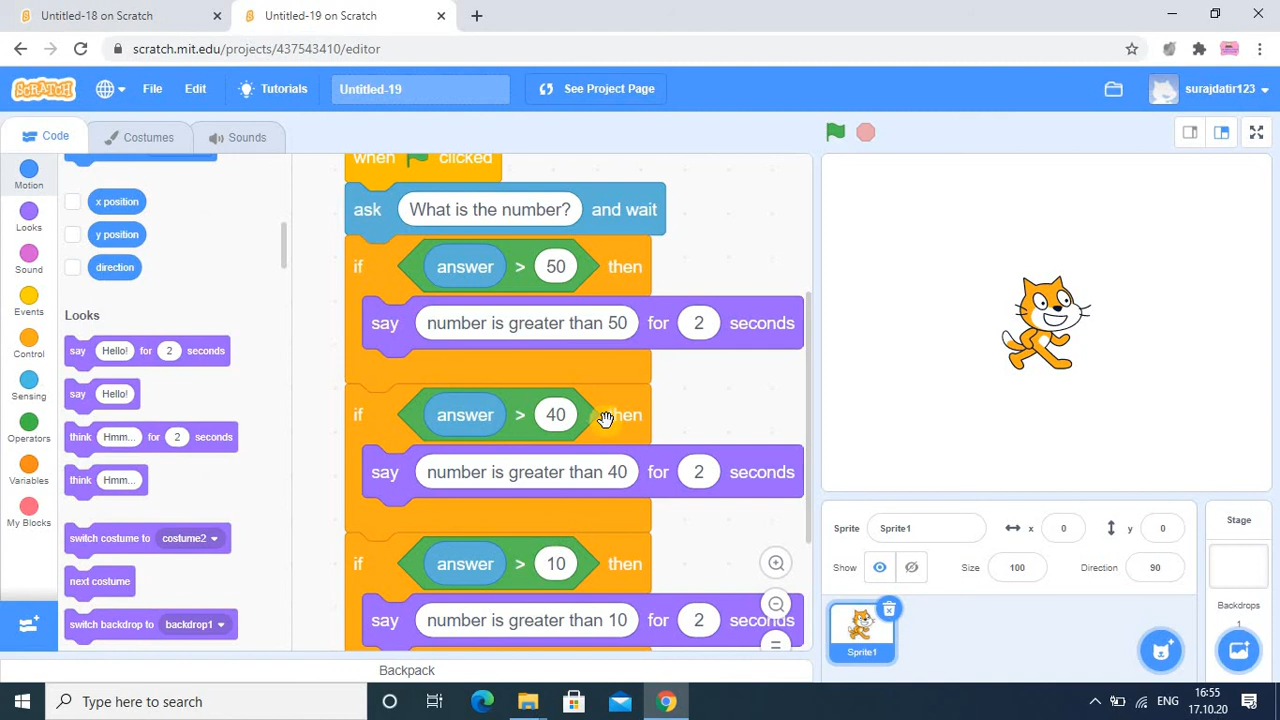 Untitled-18 on Scratch
Untitled-19 on Scratch
scratch.mit.edu/projects/437543410/editor
SCRATCH
File
Edit
Tutorials
Untitled-19
See Project Page
surajdatir123
Code
Costumes
Sounds
Motion
Looks
Sound
Events
Control
Sensing
Operators
Variables
My Blocks
x position
y position
direction
Looks
say Hello! for 2 seconds
say Hello!
think Hmm... for 2 seconds
think Hmm...
switch costume to costume2
next costume
switch backdrop to backdrop1
when clicked
ask What is the number? and wait
if answer > 50 then
say number is greater than 50 for 2 seconds
if answer > 40 then
say number is greater than 40 for 2 seconds
if answer > 10 then
say number is greater than 10 for 2 seconds
Sprite Sprite1 x 0 y 0
Show Size 100 Direction 90
Sprite1
Stage
Backdrops
1
Backpack
Type here to search
ENG
16:55
17.10.20